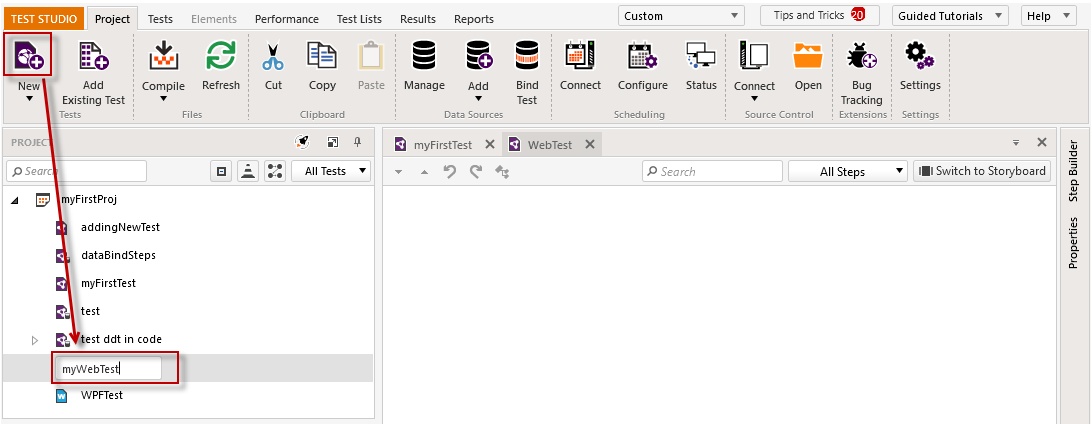 TEST STUDIO Project Tests Elements Performance Test Lists Results Reports Custom Tips and Tricks 20 Guided Tutorials Help
New Add Existing Test Compile Refresh Cut Copy Paste Manage Add Bind Test Connect Configure Status Connect Open Bug Tracking Settings
Tests Files Clipboard Data Sources Scheduling Source Control Extensions Settings
PROJECT
myFirstTest WebTest
Search All Tests
Search All Steps Switch to Storyboard
myFirstProj
addingNewTest
dataBindSteps
myFirstTest
test
test ddt in code
myWebTest
WPFTest
Step Builder
Properties